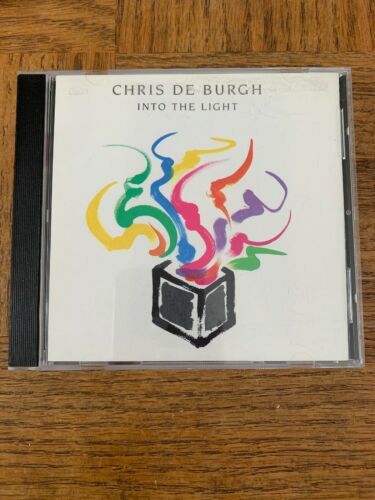 CHRIS DE BURGH
INTO THE LIGHT